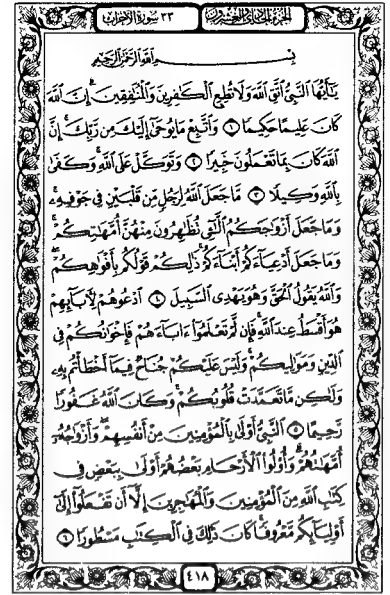 الجزء الحادي والعشرون ٣٣ سورة الأحزاب
بسم الله الرحمن الرحيم
يَٰٓأَيُّهَا ٱلنَّبِيُّ ٱتَّقِ ٱللَّهَ وَلَا تُطِعِ ٱلْكَٰفِرِينَ وَٱلْمُنَٰفِقِينَ إِنَّ ٱللَّهَ
كَانَ عَلِيمًا حَكِيمًا ١ وَٱتَّبِعْ مَا يُوحَىٰٓ إِلَيْكَ مِن رَّبِّكَ إِنَّ
ٱللَّهَ كَانَ بِمَا تَعْمَلُونَ خَبِيرًا ٢ وَتَوَكَّلْ عَلَى ٱللَّهِ وَكَفَىٰ
بِٱللَّهِ وَكِيلًا ٣ مَّا جَعَلَ ٱللَّهُ لِرَجُلٍ مِّن قَلْبَيْنِ فِي جَوْفِهِۦ
وَمَا جَعَلَ أَزْوَٰجَكُمُ ٱلَّٰٓـِٔي تُظَٰهِرُونَ مِنْهُنَّ أُمَّهَٰتِكُمْ
وَمَا جَعَلَ أَدْعِيَآءَكُمْ أَبْنَآءَكُمْ ذَٰلِكُمْ قَوْلُكُم بِأَفْوَٰهِكُمْ
وَٱللَّهُ يَقُولُ ٱلْحَقَّ وَهُوَ يَهْدِي ٱلسَّبِيلَ ٤ ٱدْعُوهُمْ لِءَابَآئِهِمْ
هُوَ أَقْسَطُ عِندَ ٱللَّهِ فَإِن لَّمْ تَعْلَمُوٓا۟ ءَابَآءَهُمْ فَإِخْوَٰنُكُمْ فِي
ٱلدِّينِ وَمَوَٰلِيكُمْ وَلَيْسَ عَلَيْكُمْ جُنَاحٌ فِيمَآ أَخْطَأْتُم بِهِۦ
وَلَٰكِن مَّا تَعَمَّدَتْ قُلُوبُكُمْ وَكَانَ ٱللَّهُ غَفُورًا
رَّحِيمًا ٥ ٱلنَّبِيُّ أَوْلَىٰ بِٱلْمُؤْمِنِينَ مِنْ أَنفُسِهِمْ وَأَزْوَٰجُهُۥٓ
أُمَّهَٰتُهُمْ وَأُو۟لُوا۟ ٱلْأَرْحَامِ بَعْضُهُمْ أَوْلَىٰ بِبَعْضٍ فِي
كِتَٰبِ ٱللَّهِ مِنَ ٱلْمُؤْمِنِينَ وَٱلْمُهَٰجِرِينَ إِلَّآ أَن تَفْعَلُوٓا۟ إِلَىٰٓ
أَوْلِيَآئِكُم مَّعْرُوفًا كَانَ ذَٰلِكَ فِي ٱلْكِتَٰبِ مَسْطُورًا ٦
٤١٨